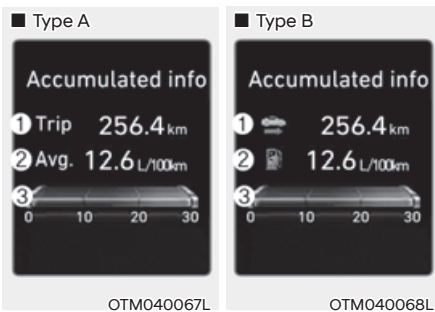 ■ Type A
Accumulated info
① Trip 256.4 km
② Avg. 12.6 L/100km
③
0 10 20 30
OTM040067L
■ Type B
Accumulated info
① 256.4 km
② 12.6 L/100km
③
0 10 20 30
OTM040068L